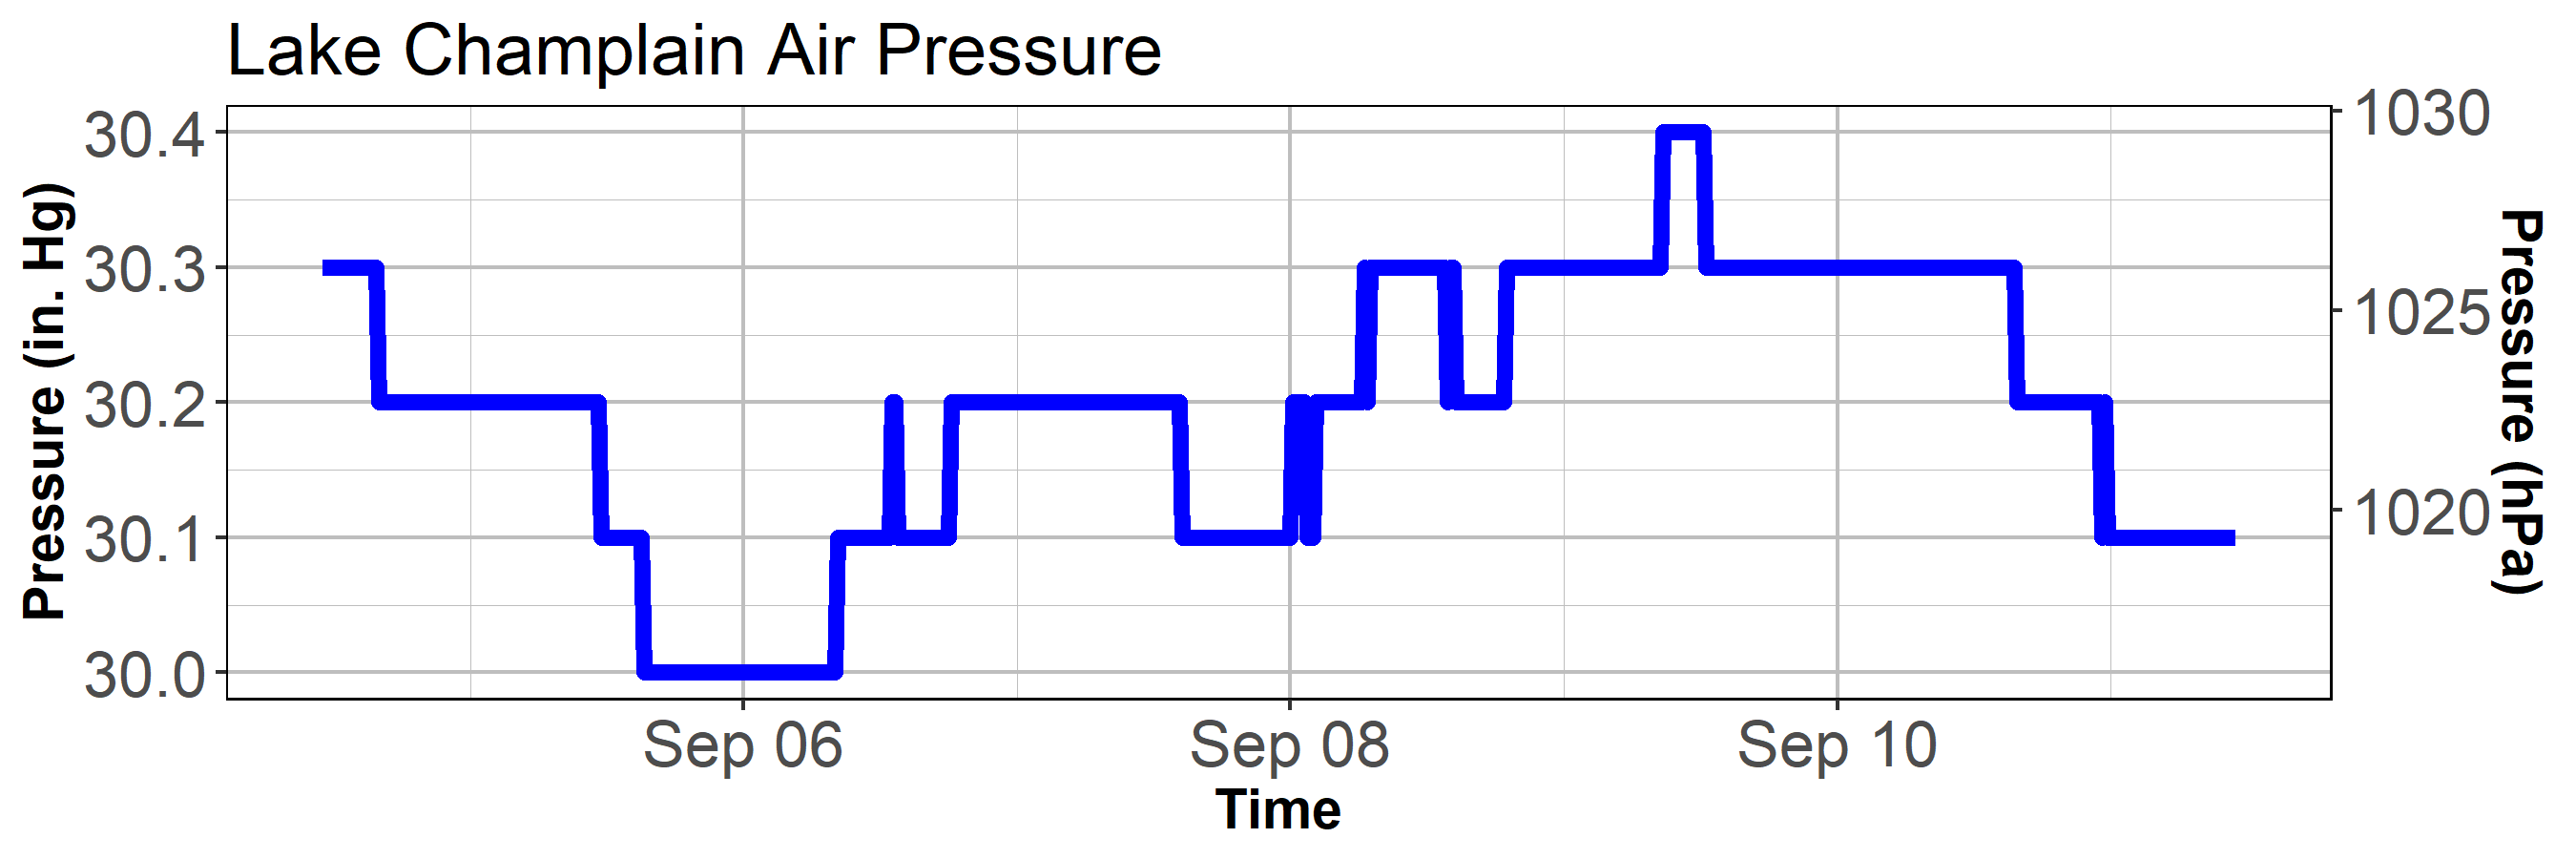 Lake Champlain Air Pressure
Pressure (in. Hg)
30.4
30.3
30.2
30.1
30.0
1030
1025
1020
Pressure (hPa)
Sep 06 Sep 08 Sep 10
Time